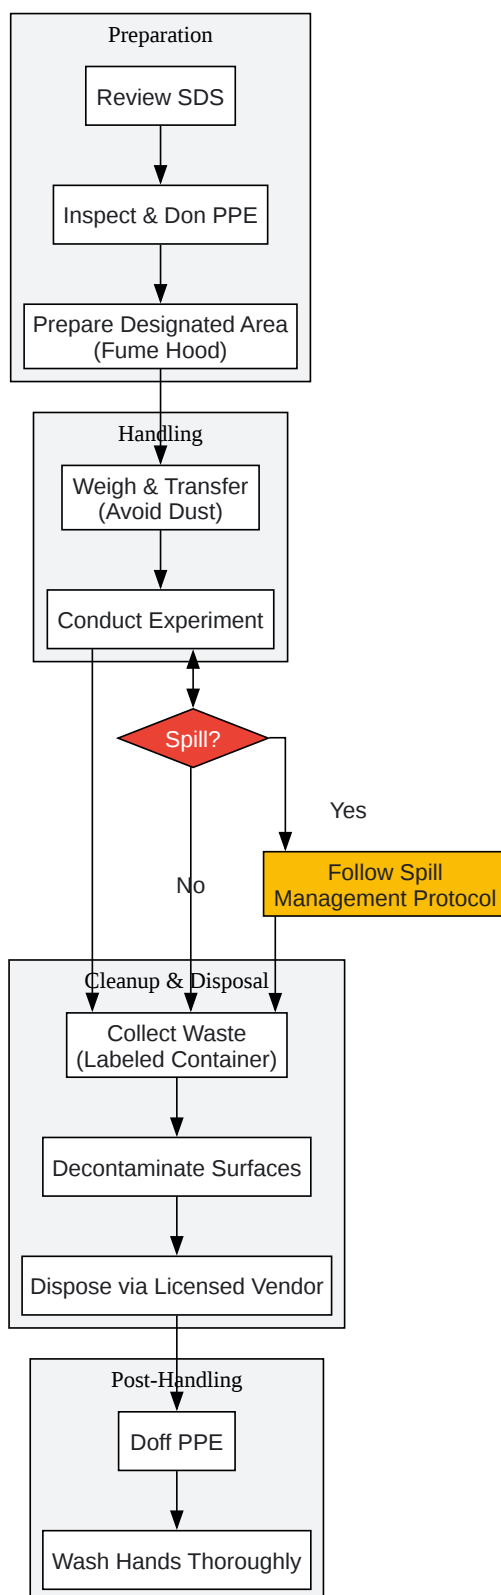 Preparation
Review SDS
Inspect & Don PPE
Prepare Designated Area
(Fume Hood)
Handling
Weigh & Transfer
(Avoid Dust)
Conduct Experiment
Spill?
Yes
Follow Spill
Management Protocol
No
Cleanup & Disposal
Collect Waste
(Labeled Container)
Decontaminate Surfaces
Dispose via Licensed Vendor
Post-Handling
Doff PPE
Wash Hands Thoroughly